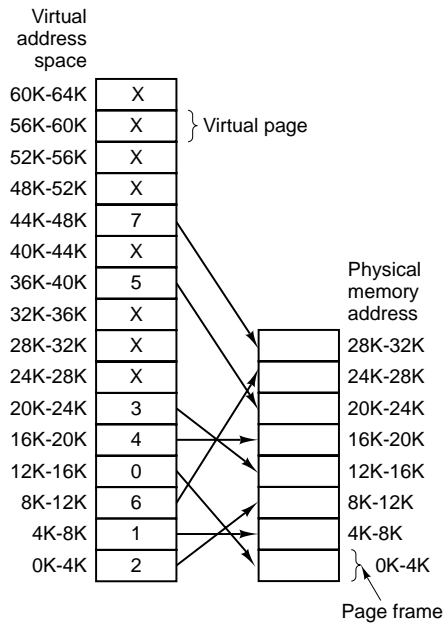 Virtual
address
space
60K-64K X
56K-60K X } Virtual page
52K-56K X
48K-52K X
44K-48K 7
40K-44K X
36K-40K 5
32K-36K X
28K-32K X
24K-28K X
20K-24K 3
16K-20K 4
12K-16K 0
8K-12K 6
4K-8K 1
0K-4K 2
Physical
memory
address
28K-32K
24K-28K
20K-24K
16K-20K
12K-16K
8K-12K
4K-8K
} 0K-4K
Page frame